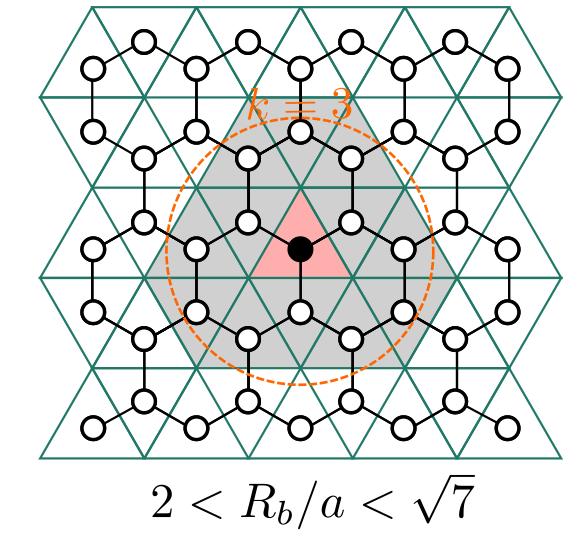 k = 3
2 < R_b/a < √7